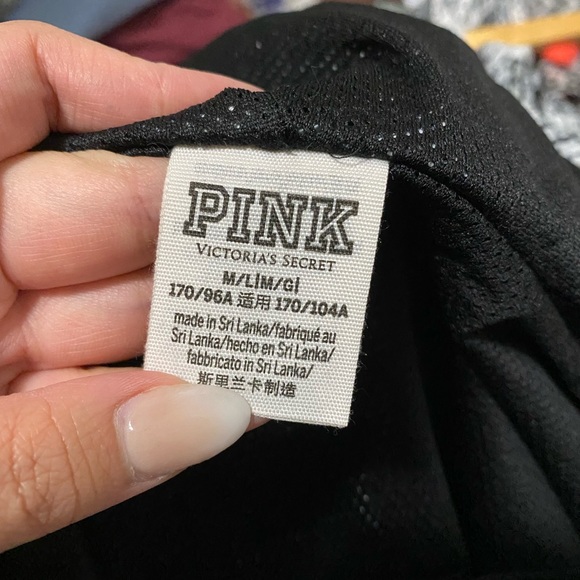 PINK
VICTORIA'S SECRET
M/L|M/G|
170/96A 适用 170/104A
made in Sri Lanka/fabriqué au
Sri Lanka/hecho en Sri Lanka/
fabbricato in Sri Lanka/
斯里兰卡制造